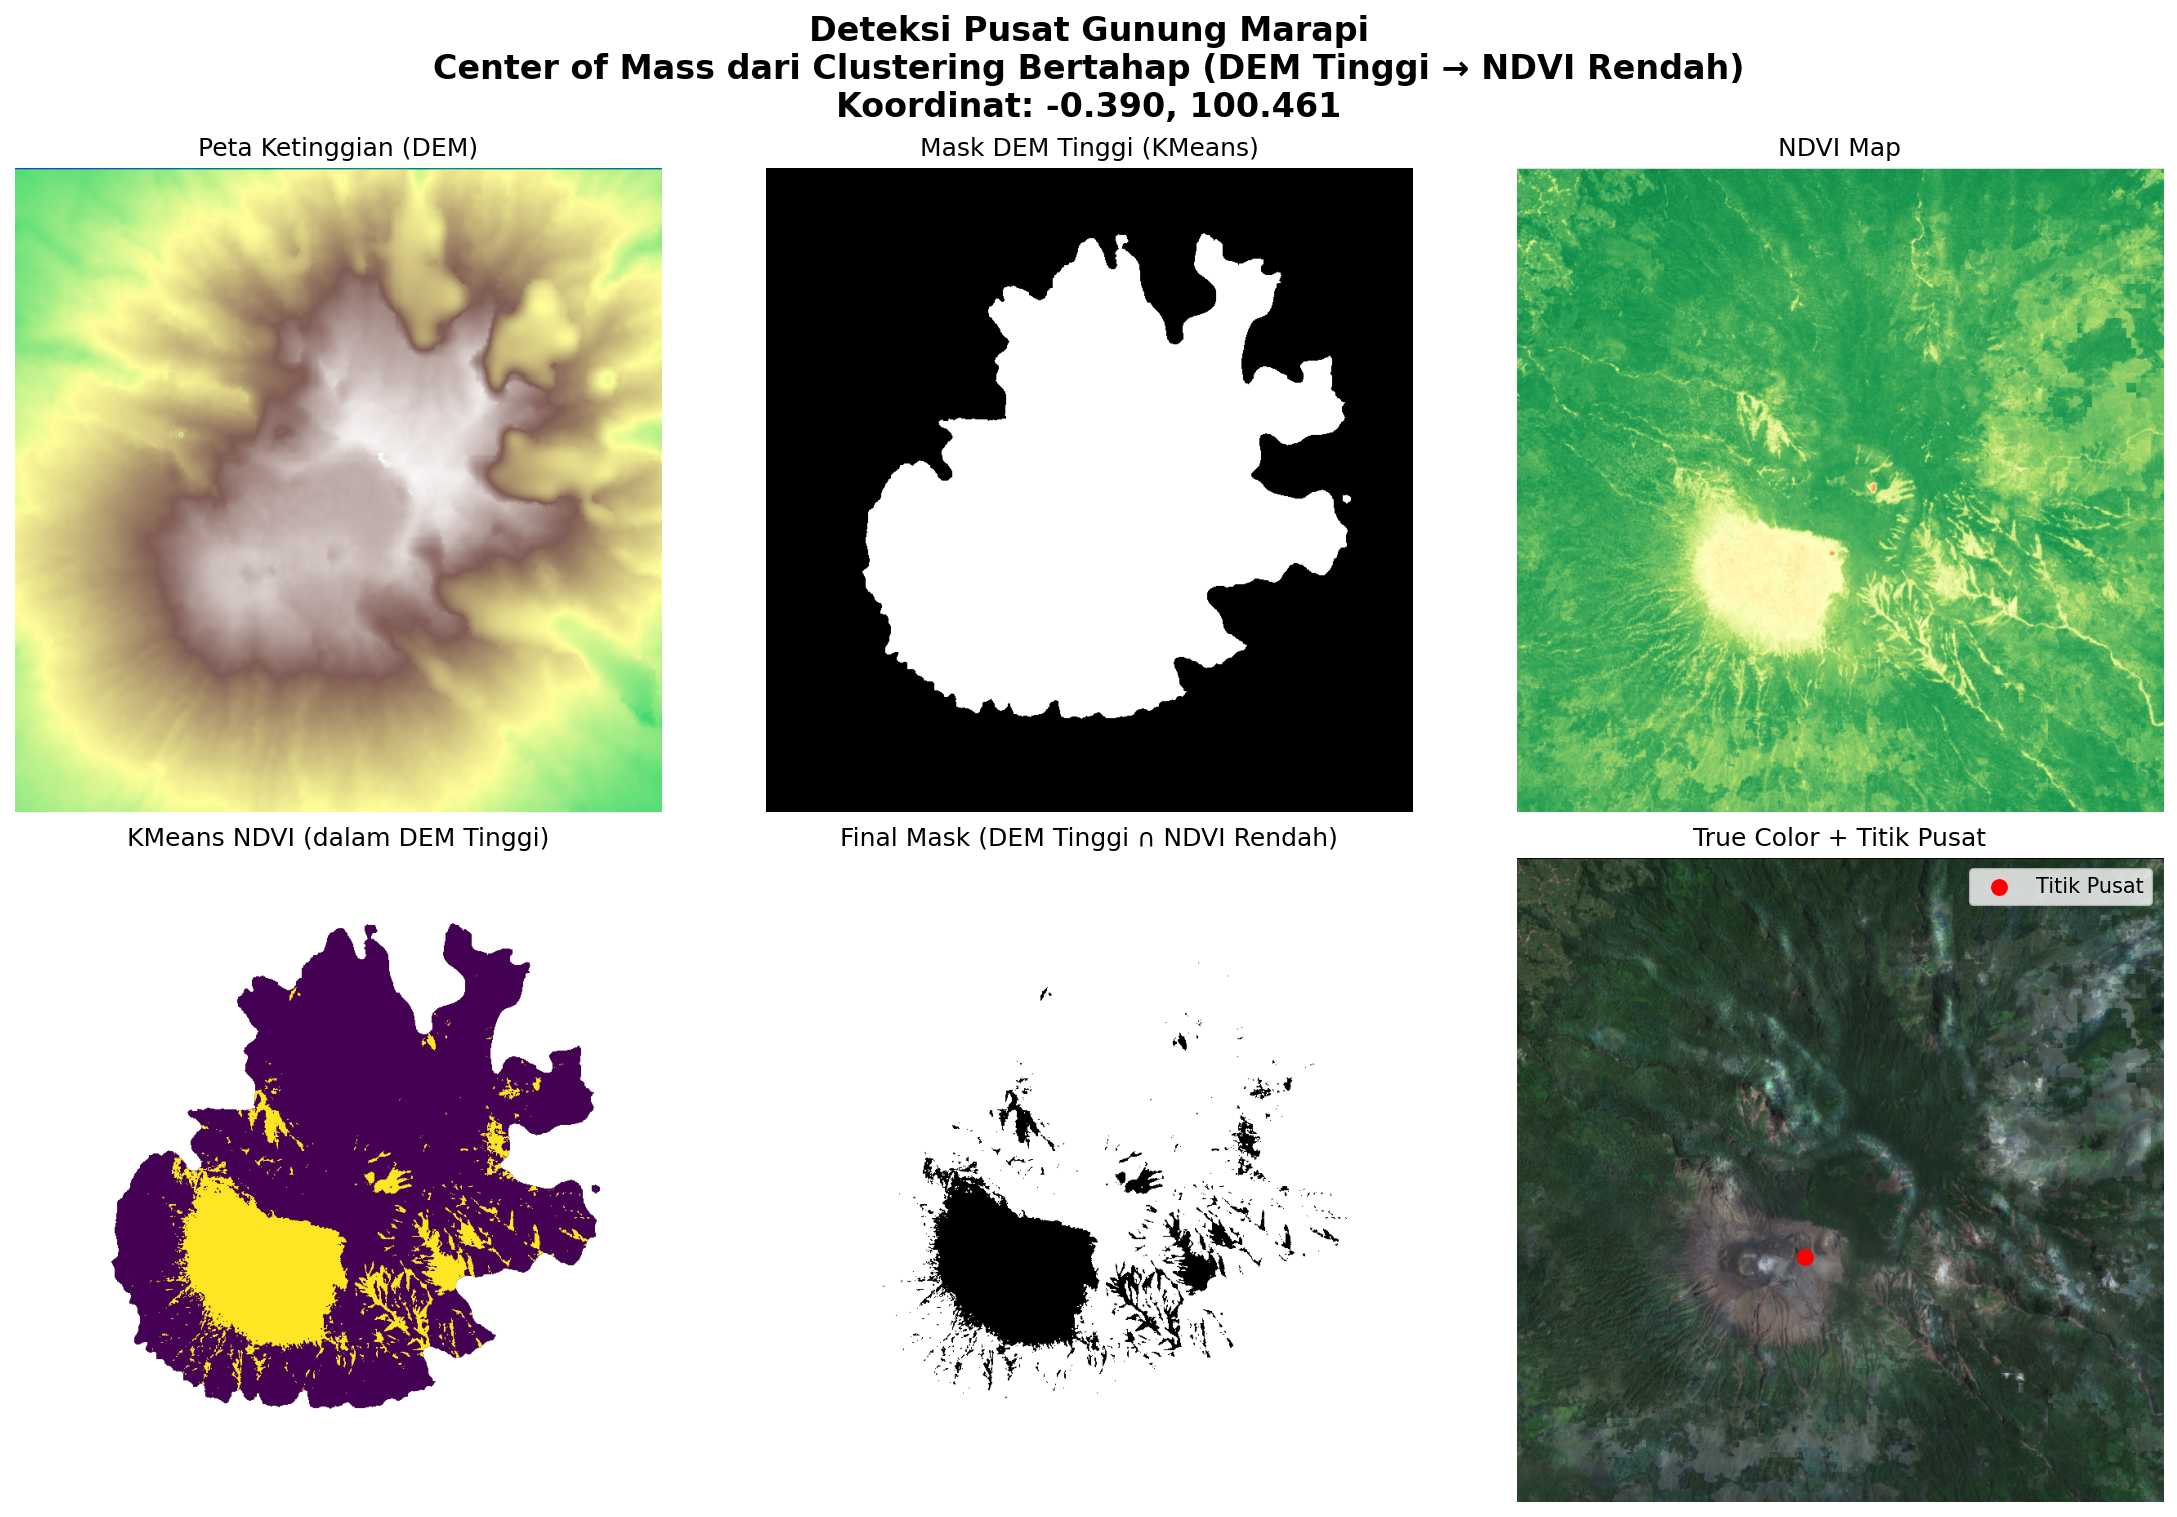 Deteksi Pusat Gunung Marapi
Center of Mass dari Clustering Bertahap (DEM Tinggi → NDVI Rendah)
Koordinat: -0.390, 100.461
Peta Ketinggian (DEM)
Mask DEM Tinggi (KMeans)
NDVI Map
KMeans NDVI (dalam DEM Tinggi)
Final Mask (DEM Tinggi ∩ NDVI Rendah)
True Color + Titik Pusat
Titik Pusat